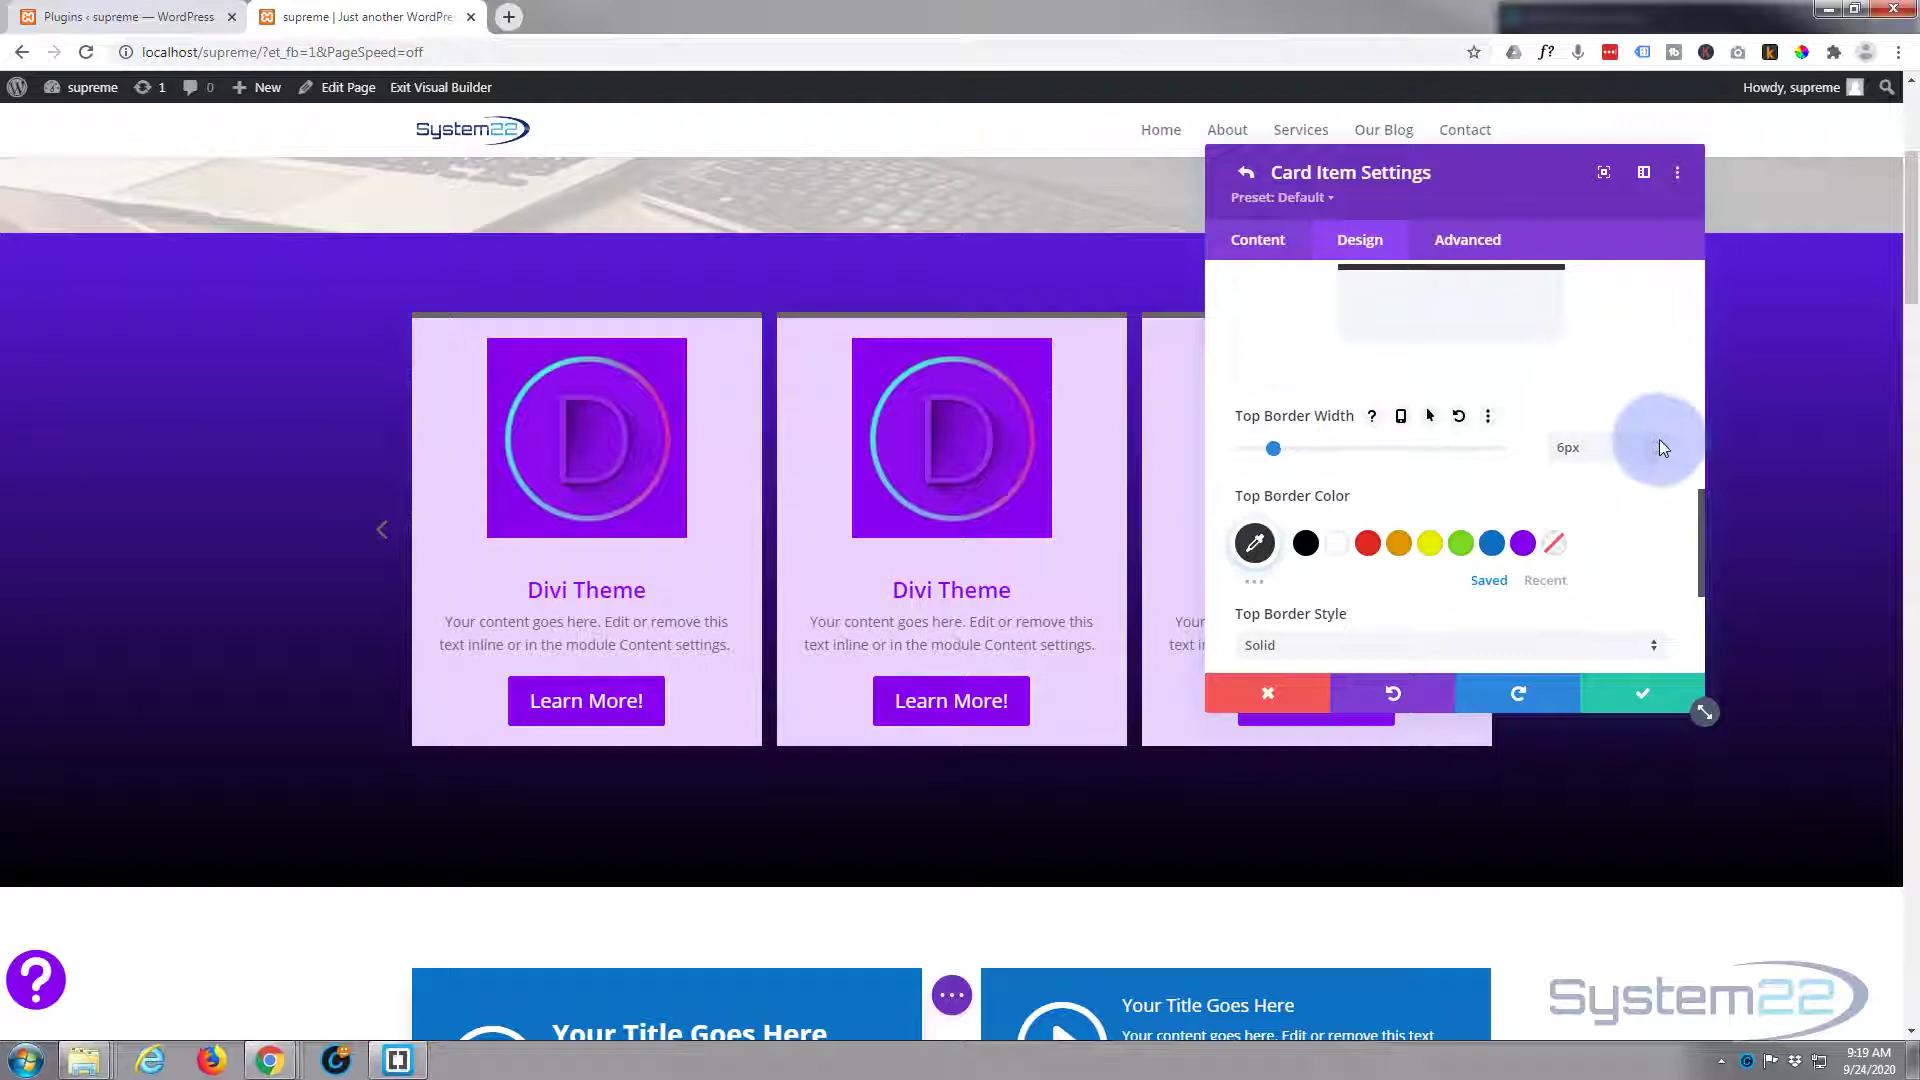 Plugins ‹ supreme — WordPress
supreme | Just another WordPre
localhost/supreme/?et_fb=1&PageSpeed=off
supreme 1 0 New Edit Page Exit Visual Builder Howdy, supreme
System22 Home About Services Our Blog Contact
Card Item Settings
Preset: Default
Content Design Advanced
Top Border Width
6px
Top Border Color
Saved Recent
Top Border Style
Solid
D
D
Divi Theme
Your content goes here. Edit or remove this
text inline or in the module Content settings.
Learn More!
Divi Theme
Your content goes here. Edit or remove this
text inline or in the module Content settings.
Learn More!
Your
text i
Your Title Goes Here
Your Title Goes Here
Your content goes here. Edit or remove this text
System22
9:19 AM
9/24/2020